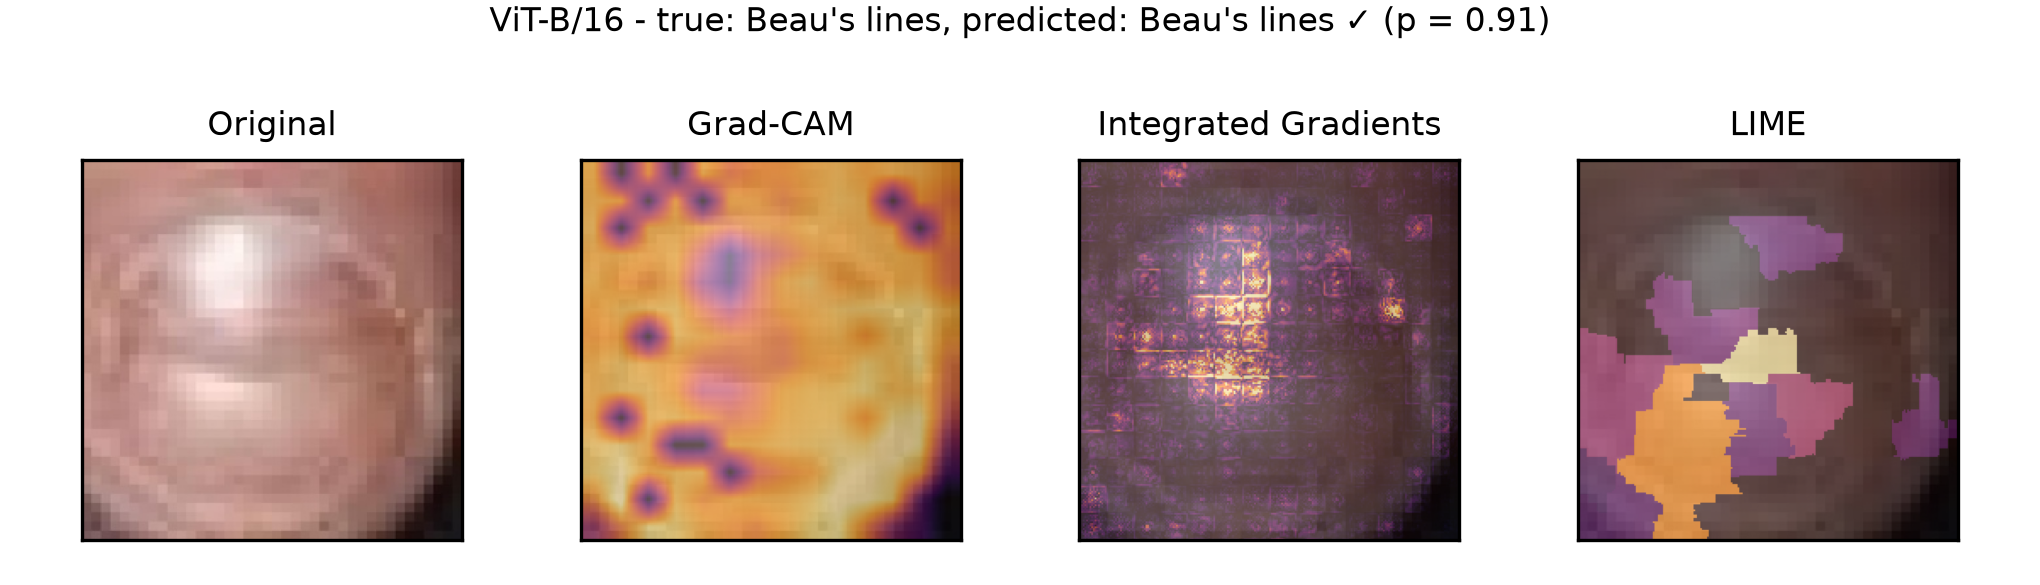 ViT-B/16 - true: Beau's lines, predicted: Beau's lines ✓ (p = 0.91)
Original
Grad-CAM
Integrated Gradients
LIME